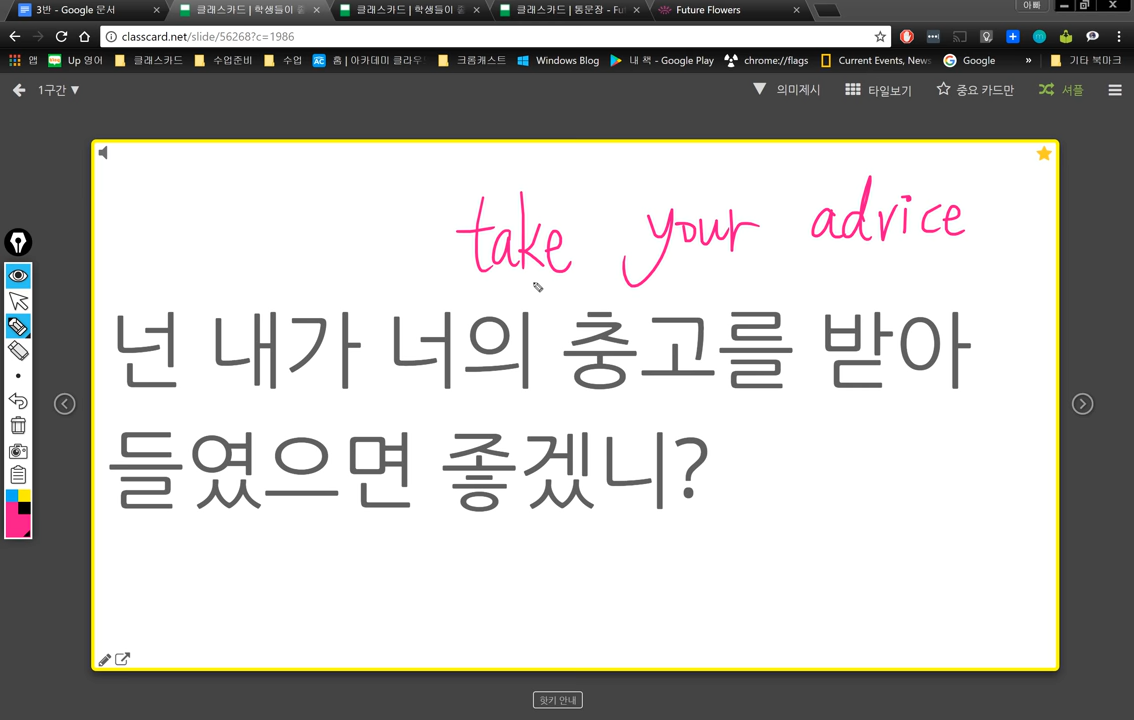 3반 - Google 문서
클래스카드 | 학생들이 좋
클래스카드 | 학생들이 좋
클래스카드 | 통문장 - Fut
Future Flowers
아빠
classcard.net/slide/56268?c=1986
앱 Up 영어 클래스카드 수업준비 수업 AC 홈 | 아카데미 클라우 크롬캐스트 Windows Blog 내 책 - Google Play chrome://flags Current Events, News Google » 기타 북마크
1구간 ▼ ▼ 의미제시 타일보기 중요 카드만 셔플
take your advice
넌 내가 너의 충고를 받아
들였으면 좋겠니?
핫키 안내